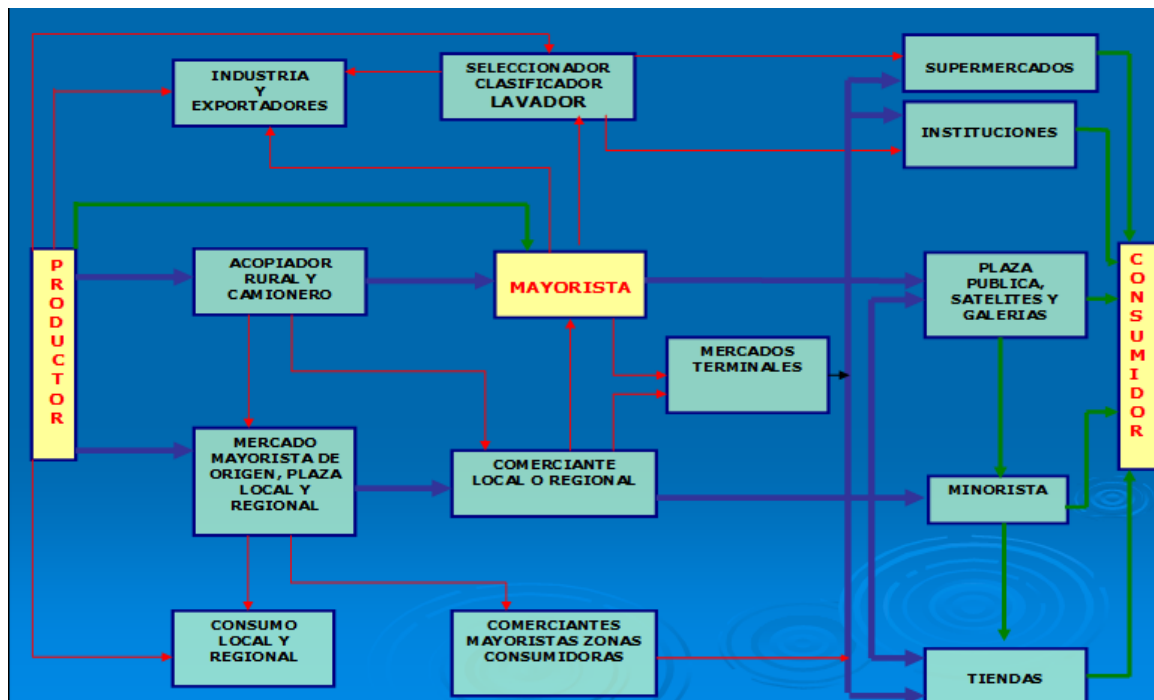 INDUSTRIA
Y
EXPORTADORES
SELECCIONADOR
CLASIFICADOR
LAVADOR
SUPERMERCADOS
INSTITUCIONES
PRODUCTOR
ACOPIADOR
RURAL Y
CAMIONERO
MAYORISTA
PLAZA
PUBLICA,
SATELITES Y
GALERIAS
CONSUMIDOR
MERCADOS
TERMINALES
MERCADO
MAYORISTA DE
ORIGEN, PLAZA
LOCAL Y
REGIONAL
COMERCIANTE
LOCAL O REGIONAL
MINORISTA
CONSUMO
LOCAL Y
REGIONAL
COMERCIANTES
MAYORISTAS ZONAS
CONSUMIDORAS
TIENDAS